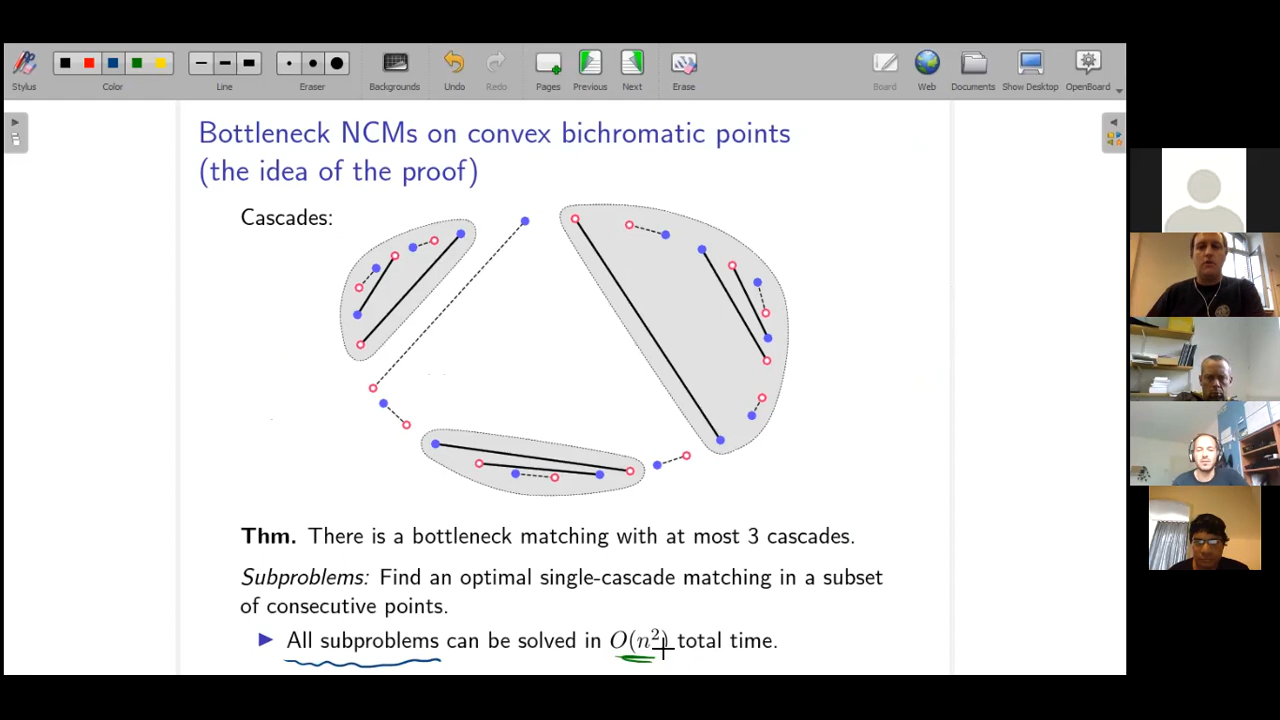 Stylus
Color
Line
Eraser
Backgrounds
Undo
Redo
Pages
Previous
Next
Erase
Board
Web
Documents
Show Desktop
OpenBoard
Bottleneck NCMs on convex bichromatic points
(the idea of the proof)
Cascades:
Thm. There is a bottleneck matching with at most 3 cascades.
Subproblems: Find an optimal single-cascade matching in a subset
of consecutive points.
▶ All subproblems can be solved in O(n²) total time.